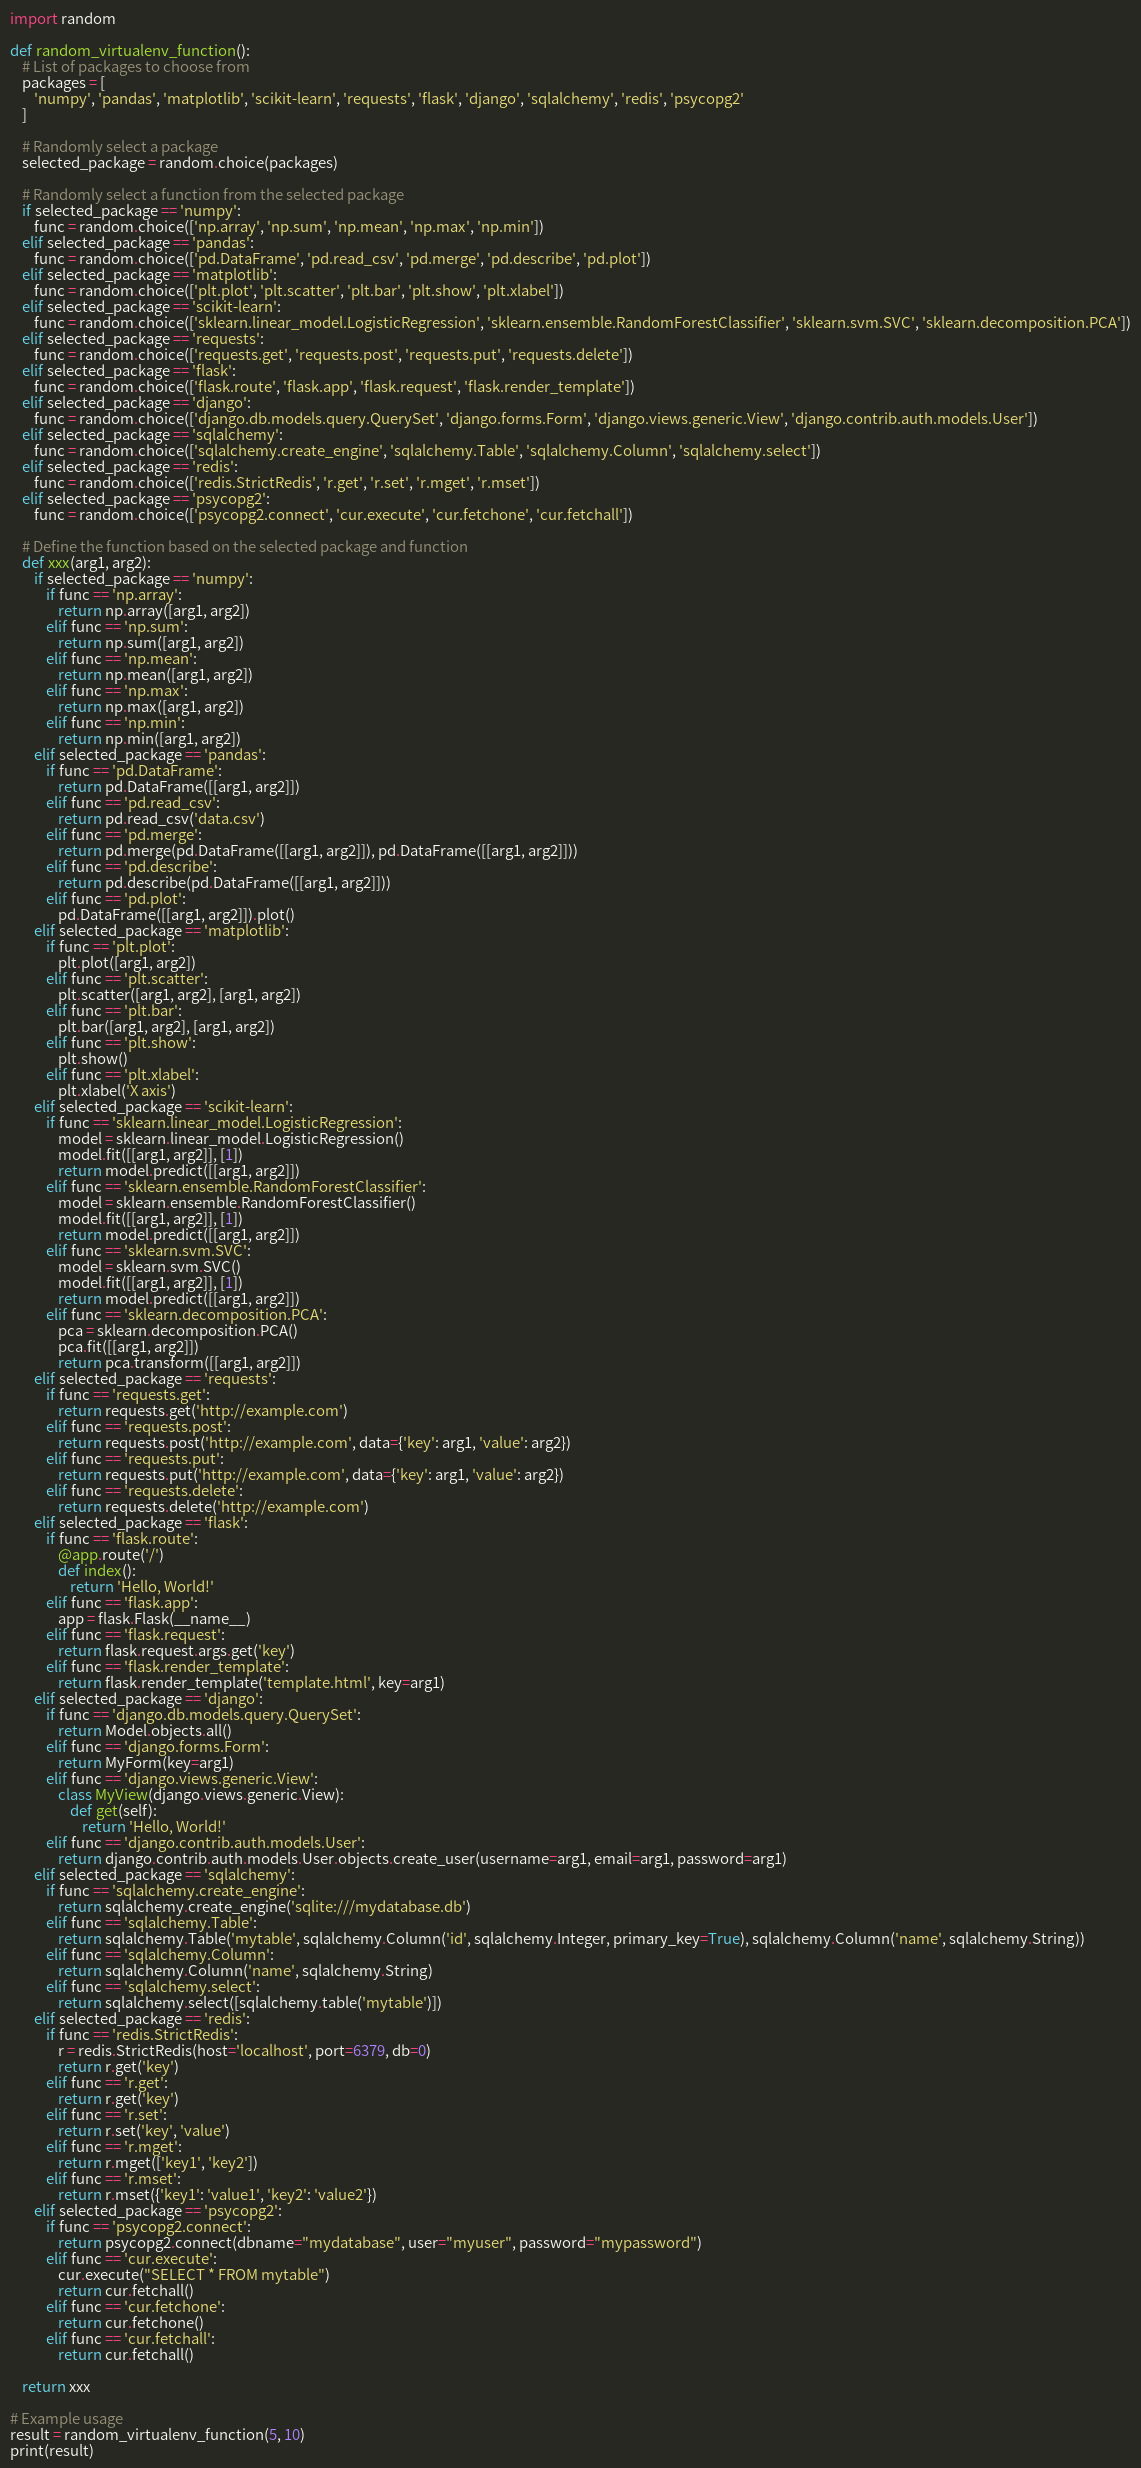 import random

def random_virtualenv_function():
    # List of packages to choose from
    packages = [
        'numpy', 'pandas', 'matplotlib', 'scikit-learn', 'requests', 'flask', 'django', 'sqlalchemy', 'redis', 'psycopg2'
    ]

    # Randomly select a package
    selected_package = random.choice(packages)

    # Randomly select a function from the selected package
    if selected_package == 'numpy':
        func = random.choice(['np.array', 'np.sum', 'np.mean', 'np.max', 'np.min'])
    elif selected_package == 'pandas':
        func = random.choice(['pd.DataFrame', 'pd.read_csv', 'pd.merge', 'pd.describe', 'pd.plot'])
    elif selected_package == 'matplotlib':
        func = random.choice(['plt.plot', 'plt.scatter', 'plt.bar', 'plt.show', 'plt.xlabel'])
    elif selected_package == 'scikit-learn':
        func = random.choice(['sklearn.linear_model.LogisticRegression', 'sklearn.ensemble.RandomForestClassifier', 'sklearn.svm.SVC', 'sklearn.decomposition.PCA'])
    elif selected_package == 'requests':
        func = random.choice(['requests.get', 'requests.post', 'requests.put', 'requests.delete'])
    elif selected_package == 'flask':
        func = random.choice(['flask.route', 'flask.app', 'flask.request', 'flask.render_template'])
    elif selected_package == 'django':
        func = random.choice(['django.db.models.query.QuerySet', 'django.forms.Form', 'django.views.generic.View', 'django.contrib.auth.models.User'])
    elif selected_package == 'sqlalchemy':
        func = random.choice(['sqlalchemy.create_engine', 'sqlalchemy.Table', 'sqlalchemy.Column', 'sqlalchemy.select'])
    elif selected_package == 'redis':
        func = random.choice(['redis.StrictRedis', 'r.get', 'r.set', 'r.mget', 'r.mset'])
    elif selected_package == 'psycopg2':
        func = random.choice(['psycopg2.connect', 'cur.execute', 'cur.fetchone', 'cur.fetchall'])

    # Define the function based on the selected package and function
    def xxx(arg1, arg2):
        if selected_package == 'numpy':
            if func == 'np.array':
                return np.array([arg1, arg2])
            elif func == 'np.sum':
                return np.sum([arg1, arg2])
            elif func == 'np.mean':
                return np.mean([arg1, arg2])
            elif func == 'np.max':
                return np.max([arg1, arg2])
            elif func == 'np.min':
                return np.min([arg1, arg2])
        elif selected_package == 'pandas':
            if func == 'pd.DataFrame':
                return pd.DataFrame([[arg1, arg2]])
            elif func == 'pd.read_csv':
                return pd.read_csv('data.csv')
            elif func == 'pd.merge':
                return pd.merge(pd.DataFrame([[arg1, arg2]]), pd.DataFrame([[arg1, arg2]]))
            elif func == 'pd.describe':
                return pd.describe(pd.DataFrame([[arg1, arg2]]))
            elif func == 'pd.plot':
                pd.DataFrame([[arg1, arg2]]).plot()
        elif selected_package == 'matplotlib':
            if func == 'plt.plot':
                plt.plot([arg1, arg2])
            elif func == 'plt.scatter':
                plt.scatter([arg1, arg2], [arg1, arg2])
            elif func == 'plt.bar':
                plt.bar([arg1, arg2], [arg1, arg2])
            elif func == 'plt.show':
                plt.show()
            elif func == 'plt.xlabel':
                plt.xlabel('X axis')
        elif selected_package == 'scikit-learn':
            if func == 'sklearn.linear_model.LogisticRegression':
                model = sklearn.linear_model.LogisticRegression()
                model.fit([[arg1, arg2]], [1])
                return model.predict([[arg1, arg2]])
            elif func == 'sklearn.ensemble.RandomForestClassifier':
                model = sklearn.ensemble.RandomForestClassifier()
                model.fit([[arg1, arg2]], [1])
                return model.predict([[arg1, arg2]])
            elif func == 'sklearn.svm.SVC':
                model = sklearn.svm.SVC()
                model.fit([[arg1, arg2]], [1])
                return model.predict([[arg1, arg2]])
            elif func == 'sklearn.decomposition.PCA':
                pca = sklearn.decomposition.PCA()
                pca.fit([[arg1, arg2]])
                return pca.transform([[arg1, arg2]])
        elif selected_package == 'requests':
            if func == 'requests.get':
                return requests.get('http://example.com')
            elif func == 'requests.post':
                return requests.post('http://example.com', data={'key': arg1, 'value': arg2})
            elif func == 'requests.put':
                return requests.put('http://example.com', data={'key': arg1, 'value': arg2})
            elif func == 'requests.delete':
                return requests.delete('http://example.com')
        elif selected_package == 'flask':
            if func == 'flask.route':
                @app.route('/')
                def index():
                    return 'Hello, World!'
            elif func == 'flask.app':
                app = flask.Flask(__name__)
            elif func == 'flask.request':
                return flask.request.args.get('key')
            elif func == 'flask.render_template':
                return flask.render_template('template.html', key=arg1)
        elif selected_package == 'django':
            if func == 'django.db.models.query.QuerySet':
                return Model.objects.all()
            elif func == 'django.forms.Form':
                return MyForm(key=arg1)
            elif func == 'django.views.generic.View':
                class MyView(django.views.generic.View):
                    def get(self):
                        return 'Hello, World!'
            elif func == 'django.contrib.auth.models.User':
                return django.contrib.auth.models.User.objects.create_user(username=arg1, email=arg1, password=arg1)
        elif selected_package == 'sqlalchemy':
            if func == 'sqlalchemy.create_engine':
                return sqlalchemy.create_engine('sqlite:///mydatabase.db')
            elif func == 'sqlalchemy.Table':
                return sqlalchemy.Table('mytable', sqlalchemy.Column('id', sqlalchemy.Integer, primary_key=True), sqlalchemy.Column('name', sqlalchemy.String))
            elif func == 'sqlalchemy.Column':
                return sqlalchemy.Column('name', sqlalchemy.String)
            elif func == 'sqlalchemy.select':
                return sqlalchemy.select([sqlalchemy.table('mytable')])
        elif selected_package == 'redis':
            if func == 'redis.StrictRedis':
                r = redis.StrictRedis(host='localhost', port=6379, db=0)
                return r.get('key')
            elif func == 'r.get':
                return r.get('key')
            elif func == 'r.set':
                return r.set('key', 'value')
            elif func == 'r.mget':
                return r.mget(['key1', 'key2'])
            elif func == 'r.mset':
                return r.mset({'key1': 'value1', 'key2': 'value2'})
        elif selected_package == 'psycopg2':
            if func == 'psycopg2.connect':
                return psycopg2.connect(dbname="mydatabase", user="myuser", password="mypassword")
            elif func == 'cur.execute':
                cur.execute("SELECT * FROM mytable")
                return cur.fetchall()
            elif func == 'cur.fetchone':
                return cur.fetchone()
            elif func == 'cur.fetchall':
                return cur.fetchall()

    return xxx

# Example usage
result = random_virtualenv_function(5, 10)
print(result)